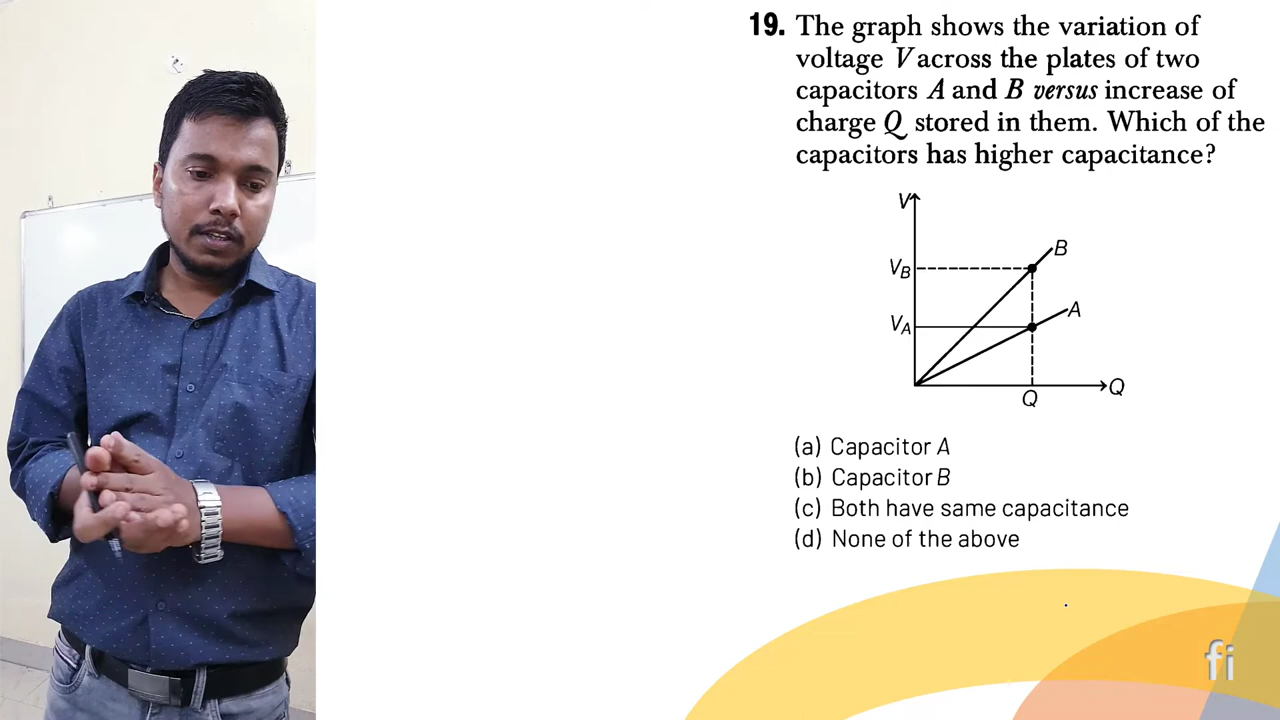 19. The graph shows the variation of
voltage V across the plates of two
capacitors A and B versus increase of
charge Q stored in them. Which of the
capacitors has higher capacitance?
V
B
V_B
A
V_A
Q
Q
(a) Capacitor A
(b) Capacitor B
(c) Both have same capacitance
(d) None of the above
fi